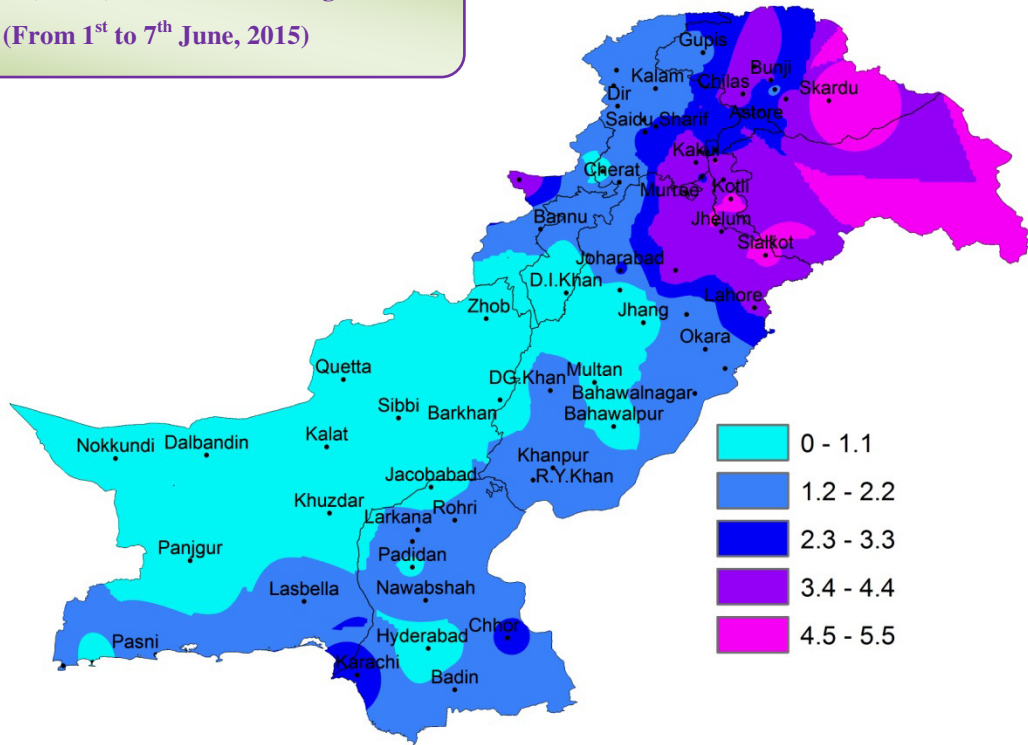 (From 1st to 7th June, 2015)
Gupis
Bunji
Kalam
Chilas
Skardu
Dir
Astore
Saidu Sharif
Kakul
Cherat
Murree
Kotli
Bannu
Jhelum
Sialkot
Joharabad
D.I.Khan
Lahore
Zhob
Jhang
Okara
Quetta
DG.Khan
Multan
Bahawalnagar
Sibbi
Barkhan
Bahawalpur
Nokkundi
Dalbandin
Kalat
Khanpur
Jacobabad
R.Y.Khan
Khuzdar
Rohri
Larkana
Panjgur
Padidan
Lasbella
Nawabshah
Pasni
Hyderabad
Chhor
Karachi
Badin
0 - 1.1
1.2 - 2.2
2.3 - 3.3
3.4 - 4.4
4.5 - 5.5